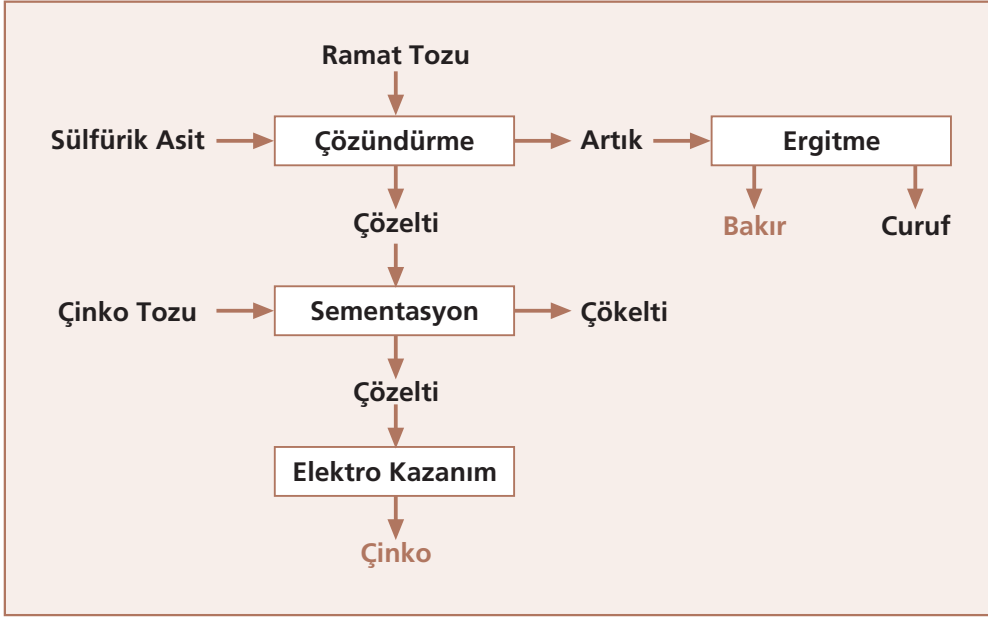 Ramat Tozu
Sülfürik Asit
Çözündürme
Artık
Ergitme
Çözelti
Bakır
Curuf
Çinko Tozu
Sementasyon
Çökelti
Çözelti
Elektro Kazanım
Çinko